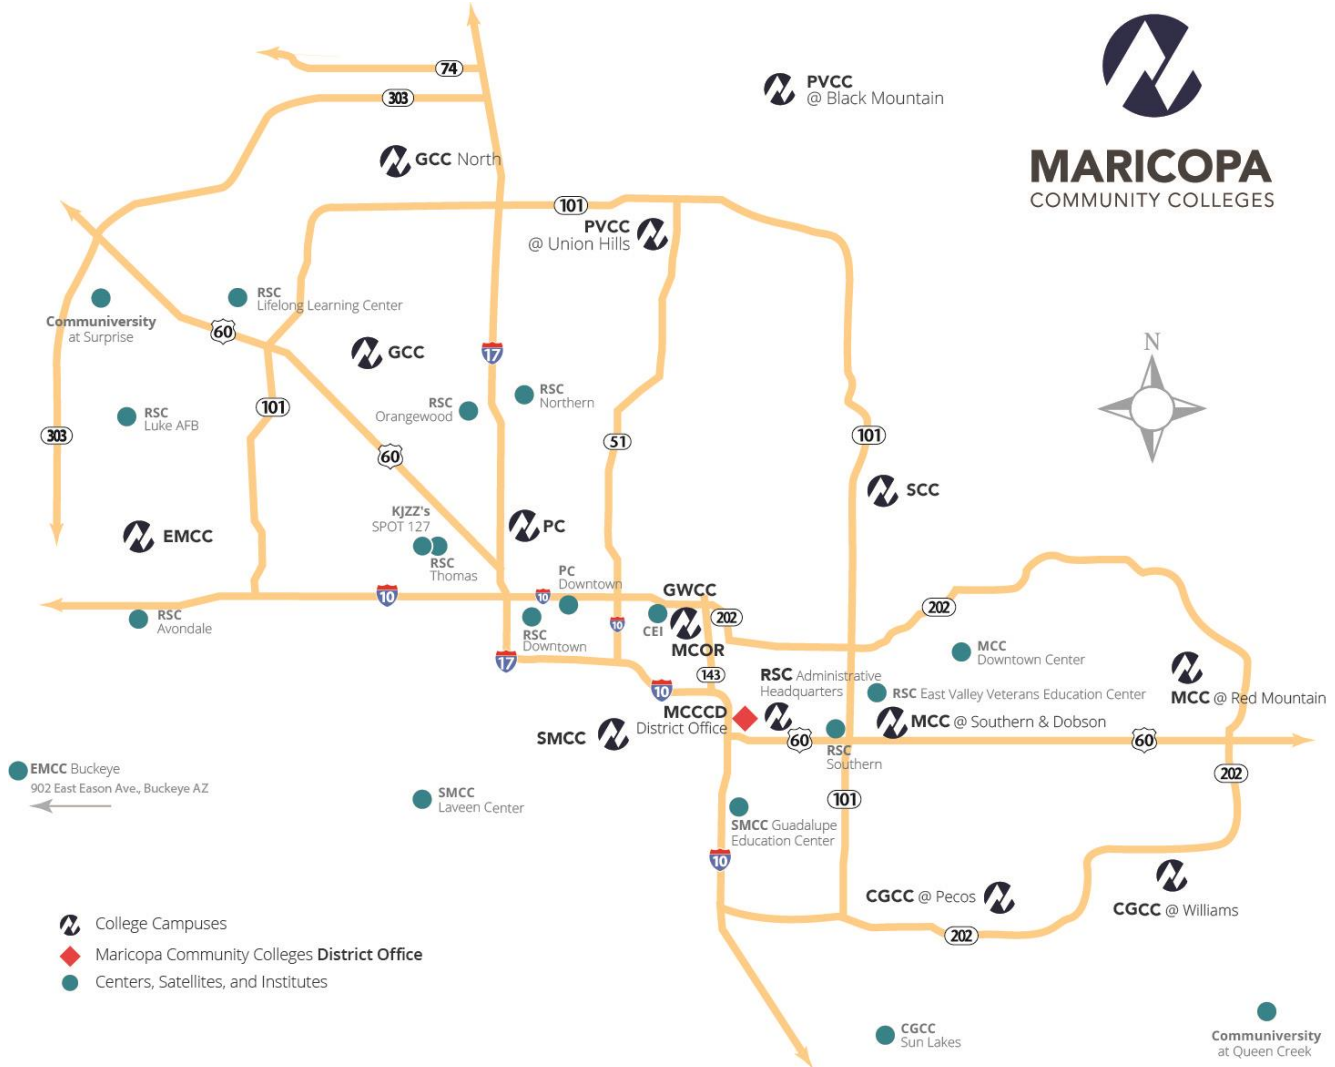 74
303
PVCC
@ Black Mountain
MARICOPA
COMMUNITY COLLEGES
GCC North
101
PVCC
@ Union Hills
RSC
Lifelong Learning Center
Communiversity
at Surprise
60
GCC
17
N
RSC
Northern
RSC
Orangewood
RSC
Luke AFB
101
303
60
51
101
SCC
KJZZ's
SPOT 127
PC
EMCC
RSC
Thomas
PC
Downtown
10
10
GWCC
202
202
RSC
Avondale
RSC
Downtown
10
CEI
MCOR
17
10
143
MCC
Downtown Center
RSC Administrative
Headquarters
RSC East Valley Veterans Education Center
MCC @ Red Mountain
MCCCD
District Office
SMCC
60
MCC @ Southern & Dobson
60
RSC
Southern
202
EMCC Buckeye
902 East Eason Ave., Buckeye AZ
SMCC
Laveen Center
101
SMCC Guadalupe
Education Center
10
CGCC @ Pecos
CGCC @ Williams
202
College Campuses
Maricopa Community Colleges District Office
Centers, Satellites, and Institutes
CGCC
Sun Lakes
Communiversity
at Queen Creek